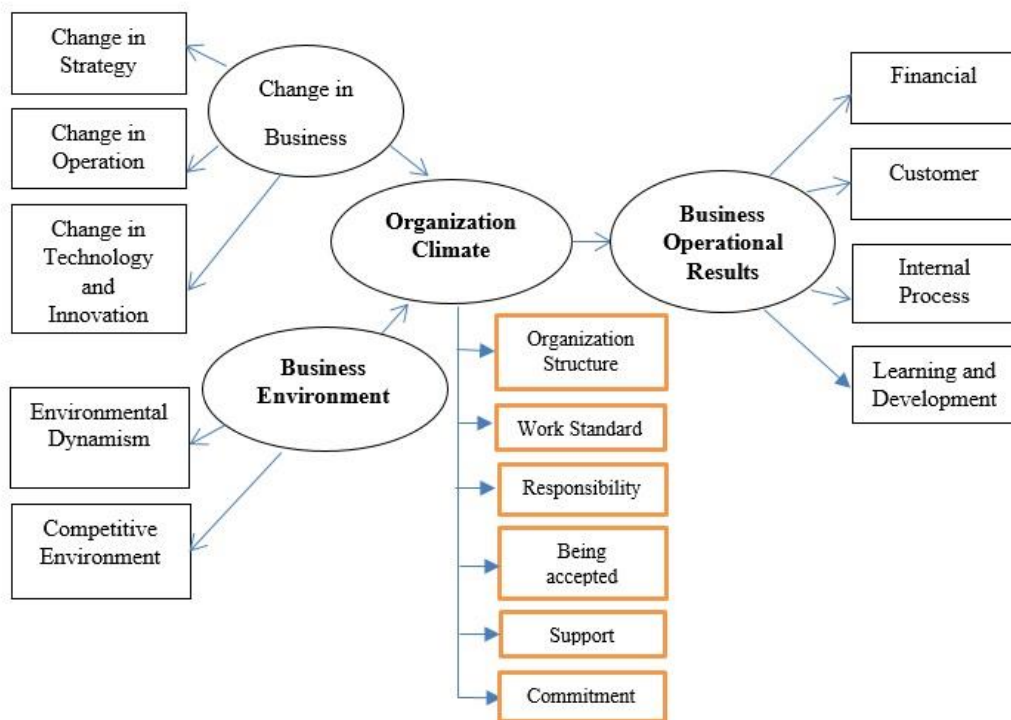 Change in
Strategy
Change in
Operation
Change in
Technology
and
Innovation
Change in
Business
Organization
Climate
Business
Environment
Environmental
Dynamism
Competitive
Environment
Organization
Structure
Work Standard
Responsibility
Being
accepted
Support
Commitment
Business
Operational
Results
Financial
Customer
Internal
Process
Learning and
Development